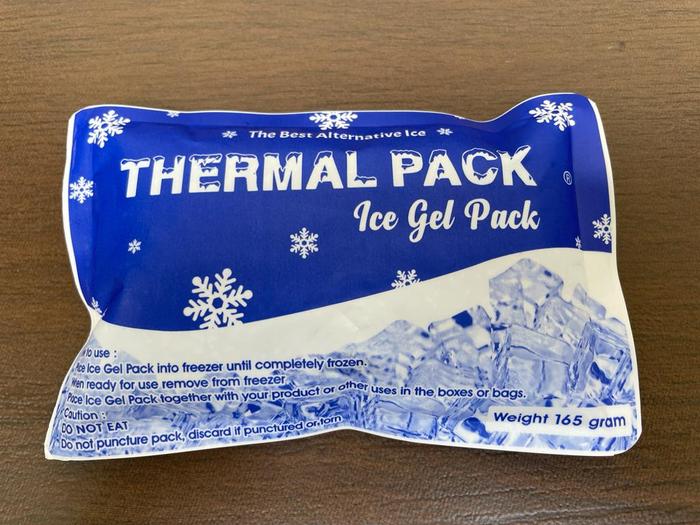 The Best Alternative Ice
THERMAL PACK ®
Ice Gel Pack
to use :
Ice Gel Pack into freezer until completely frozen.
ready for use remove from freezer
Ice Gel Pack together with your product or other uses in the boxes or bags.
Caution :
DO NOT EAT
Do not puncture pack, discard if punctured or torn
Weight 165 gram